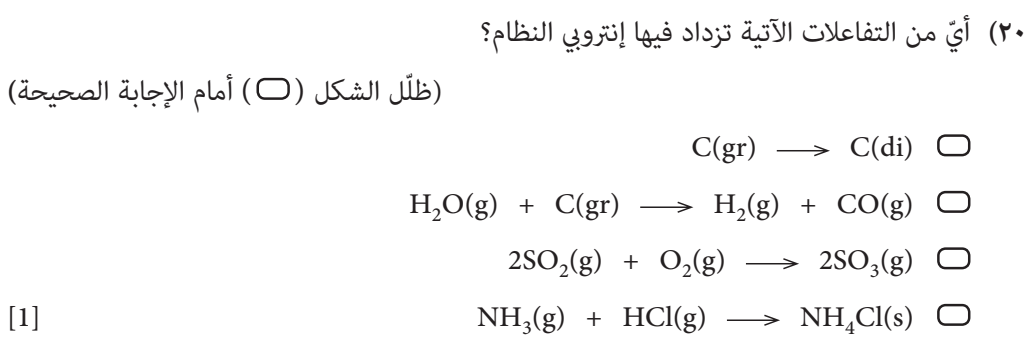 ٢٠) أيّ من التفاعلات الآتية تزداد فيها إنتروبي النظام؟
(ظلّل الشكل ( ) أمام الإجابة الصحيحة)
C(gr) ⟶ C(di)
H₂O(g) + C(gr) ⟶ H₂(g) + CO(g)
2SO₂(g) + O₂(g) ⟶ 2SO₃(g)
NH₃(g) + HCl(g) ⟶ NH₄Cl(s) [1]